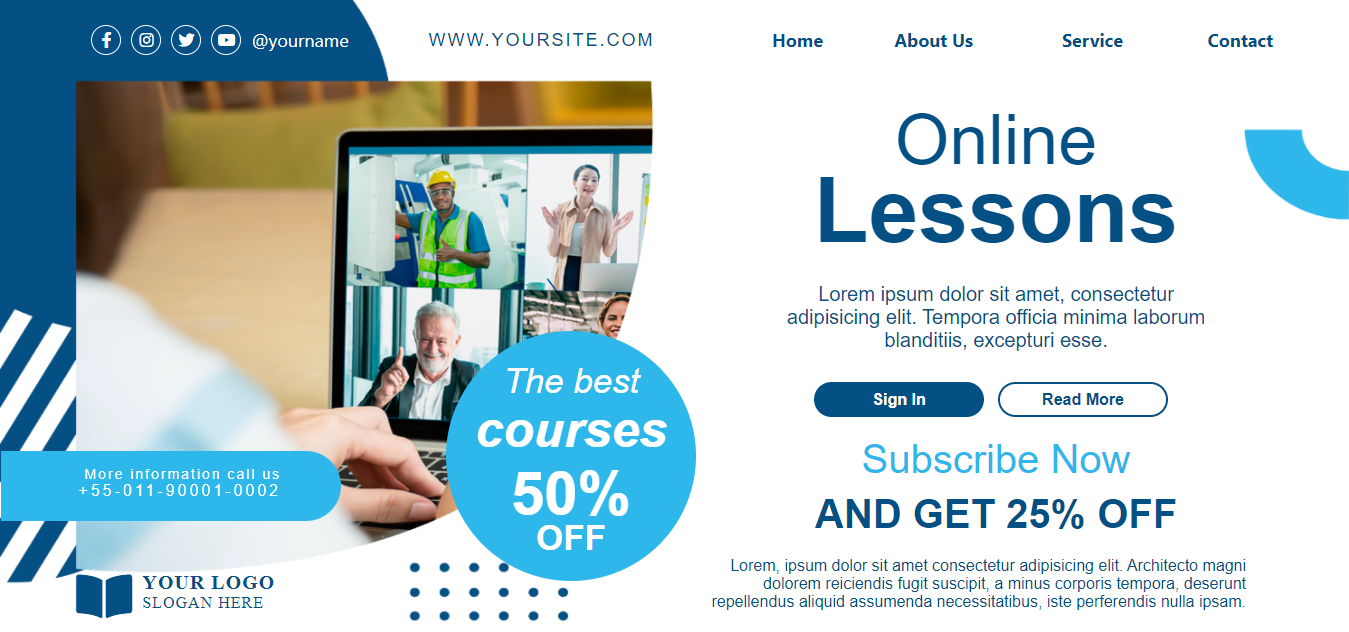 @yourname
WWW.YOURSITE.COM
Home
About Us
Service
Contact
Online
Lessons
Lorem ipsum dolor sit amet, consectetur
adipisicing elit. Tempora officia minima laborum
blanditiis, excepturi esse.
Sign In
Read More
Subscribe Now
AND GET 25% OFF
Lorem, ipsum dolor sit amet consectetur adipisicing elit. Architecto magni
dolorem reiciendis fugit suscipit, a minus corporis tempora, deserunt
repellendus aliquid assumenda necessitatibus, iste perferendis nulla ipsam.
The best
courses
50%
OFF
More information call us
+55-011-90001-0002
YOUR LOGO
SLOGAN HERE